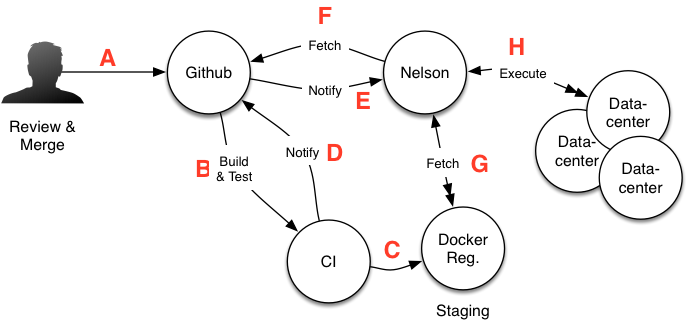 F
A
Github
Fetch
Nelson
H
Execute
Notify
E
Data-
center
Review &
Merge
Data-
center
Data-
center
B
Build
& Test
Notify
D
Fetch
G
CI
C
Docker
Reg.
Staging